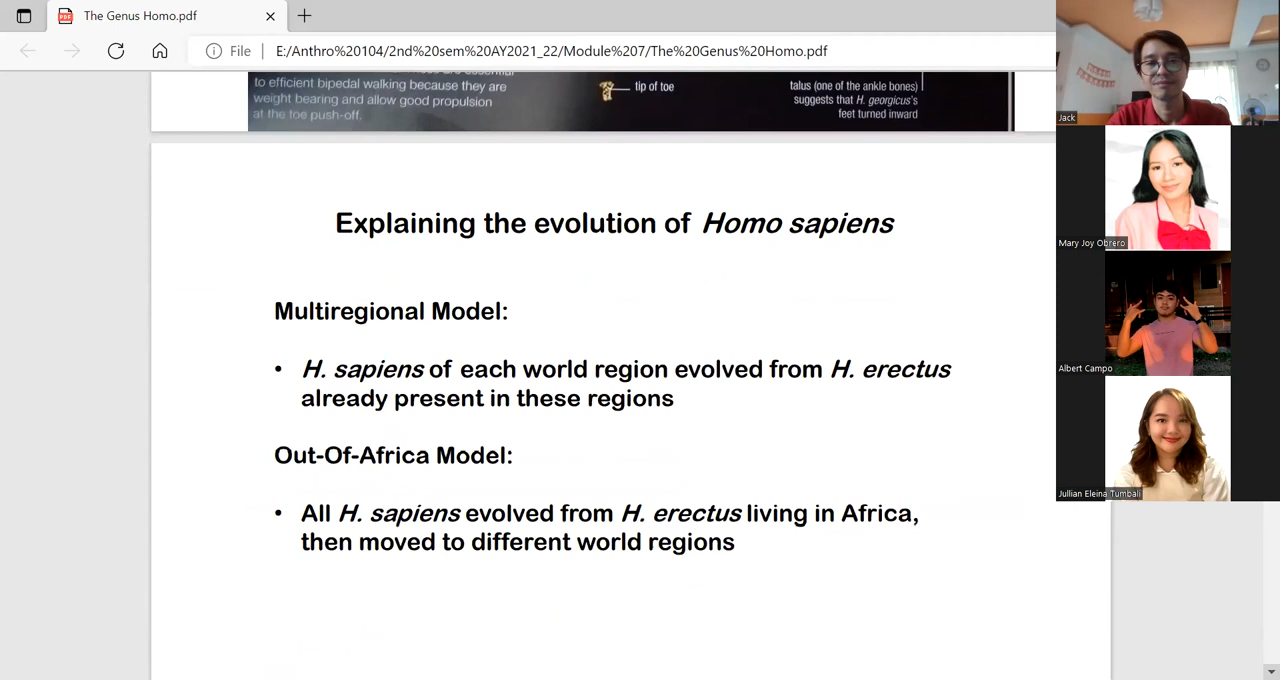 The Genus Homo.pdf
File
E:/Anthro%20104/2nd%20sem%20AY2021_22/Module%207/The%20Genus%20Homo.pdf
to efficient bipedal walking because they are
weight bearing and allow good propulsion
at the toe push-off.
tip of toe
talus (one of the ankle bones)
suggests that H. georgicus's
feet turned inward
Explaining the evolution of Homo sapiens
Multiregional Model:
• H. sapiens of each world region evolved from H. erectus
already present in these regions
Out-Of-Africa Model:
• All H. sapiens evolved from H. erectus living in Africa,
then moved to different world regions
Jack
Mary Joy Obrero
Albert Campo
Jullian Eleina Tumbali